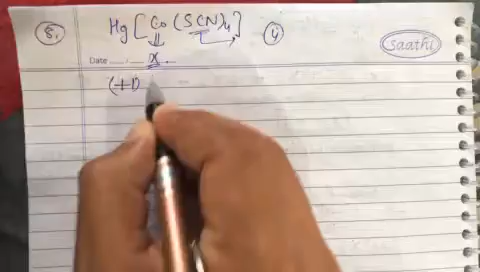 8. Hg[Co(SCN)₄] 4)
Saathi
Date ..../..../.... x
(+1)